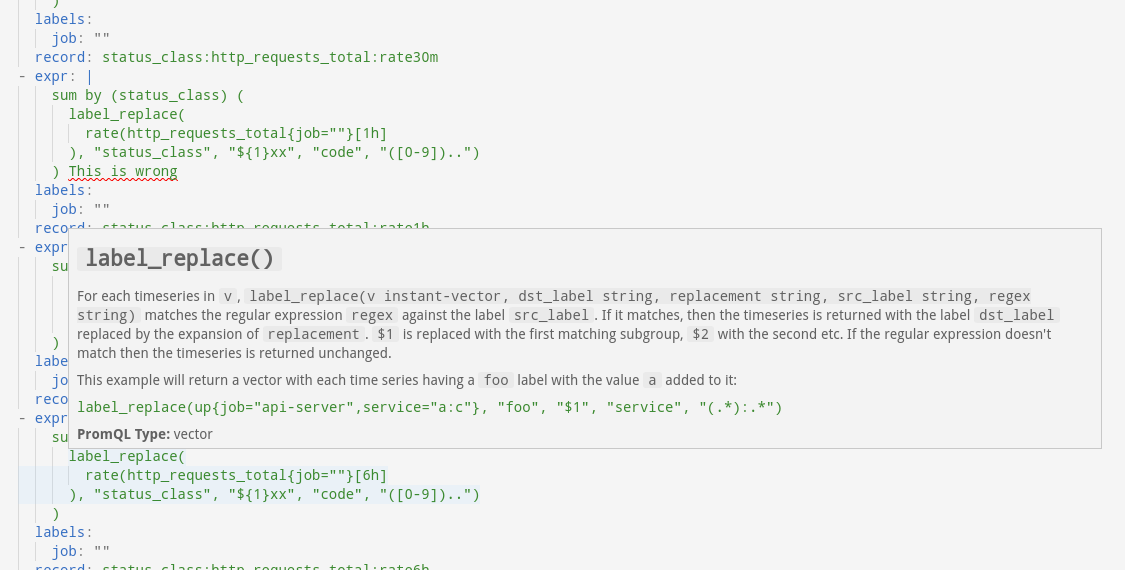 )
labels:
job: ""
record: status_class:http_requests_total:rate30m
- expr: |
sum by (status_class) (
label_replace(
rate(http_requests_total{job=""}[1h]
), "status_class", "${1}xx", "code", "([0-9])..")
) This is wrong
labels:
job: ""
record: status_class:http_requests_total:rate1h
- expr
su
)
labe
jo
reco
- expr
su
label_replace()
For each timeseries in v , label_replace(v instant-vector, dst_label string, replacement string, src_label string, regex
string) matches the regular expression regex against the label src_label . If it matches, then the timeseries is returned with the label dst_label
replaced by the expansion of replacement . $1 is replaced with the first matching subgroup, $2 with the second etc. If the regular expression doesn't
match then the timeseries is returned unchanged.
This example will return a vector with each time series having a foo label with the value a added to it:
label_replace(up{job="api-server",service="a:c"}, "foo", "$1", "service", "(.*):.*")
PromQL Type: vector
label_replace(
rate(http_requests_total{job=""}[6h]
), "status_class", "${1}xx", "code", "([0-9])..")
)
labels:
job: ""
record: status_class:http_requests_total:rate6h